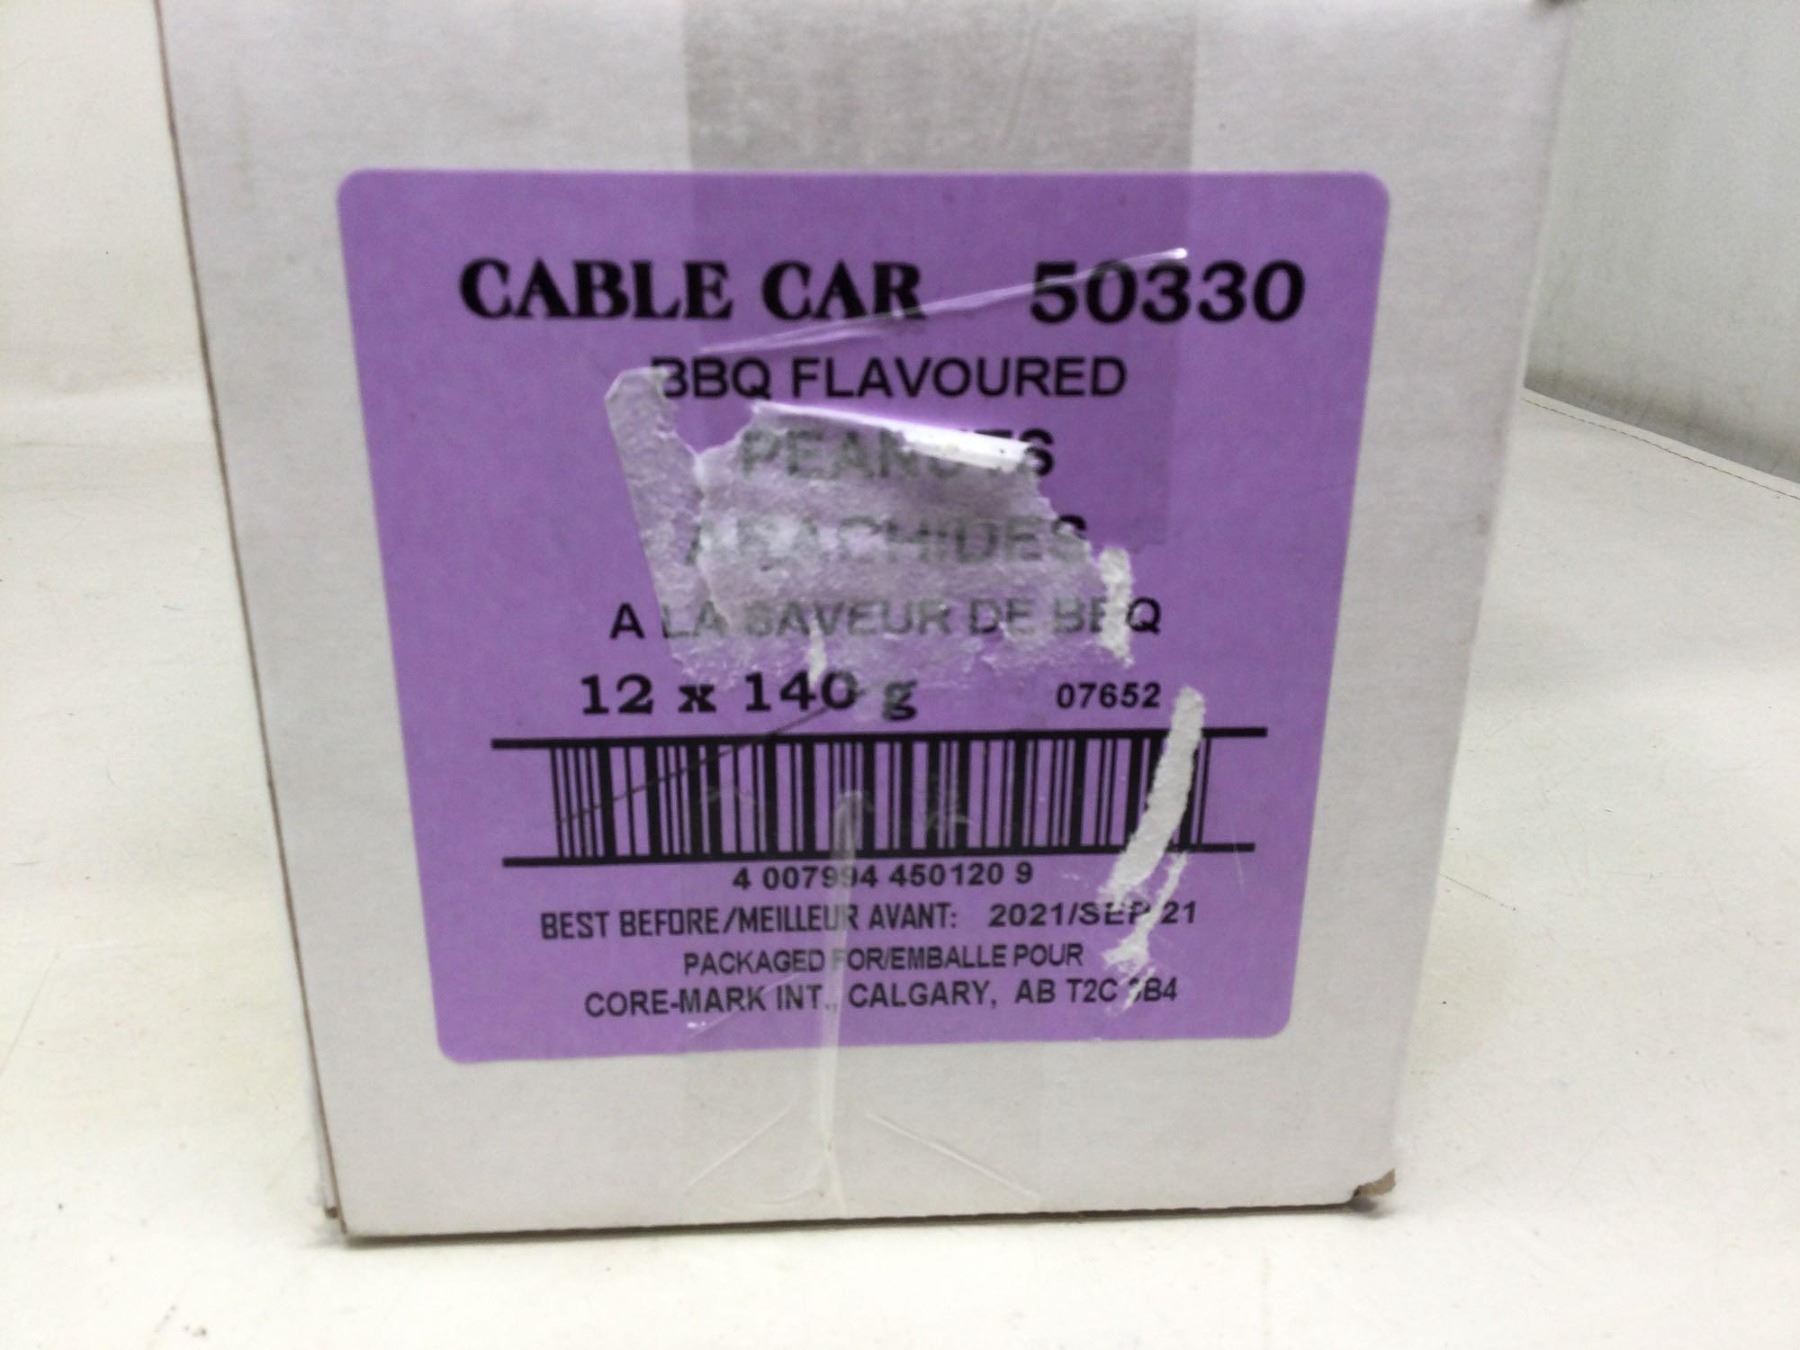 CABLE CAR 50330
BBQ FLAVOURED
PEANUTS
ARACHIDES
A LA SAVEUR DE BBQ
12 x 140 g 07652
4 007994 450120 9
BEST BEFORE/MEILLEUR AVANT: 2021/SEP 21
PACKAGED FOR/EMBALLE POUR
CORE-MARK INT., CALGARY, AB T2C